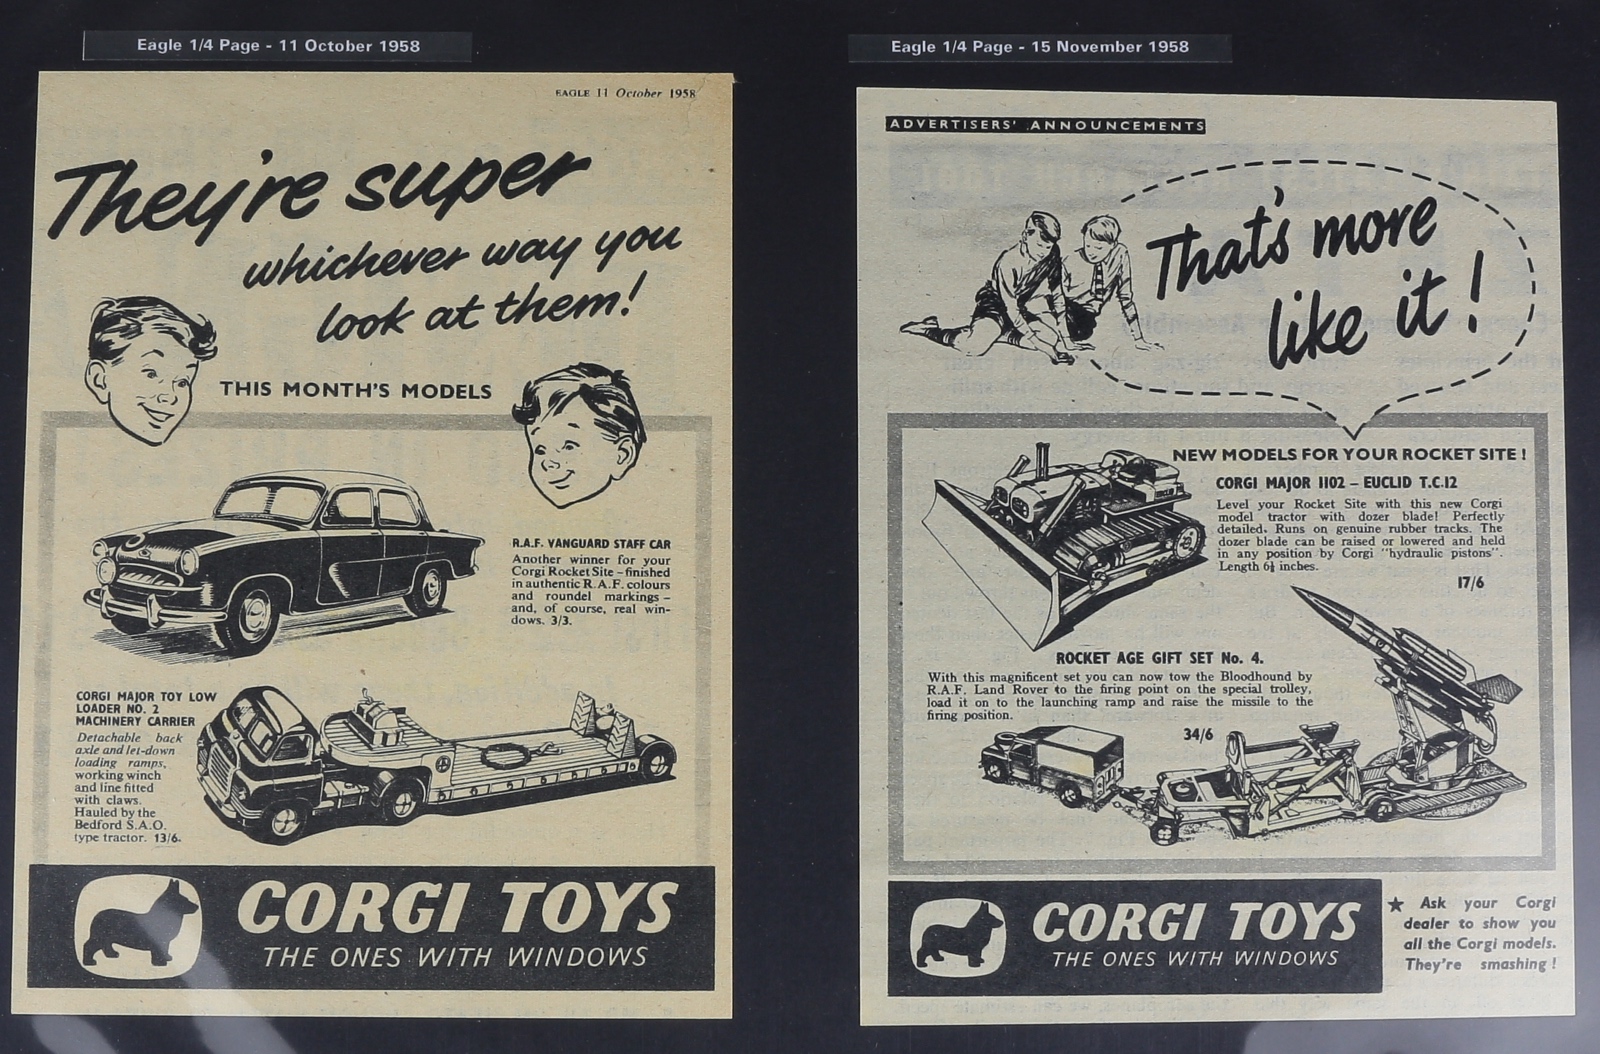 Eagle 1/4 Page - 11 October 1958
EAGLE 11 October 1958
They're super
whichever way you
look at them!
THIS MONTH'S MODELS
R.A.F. VANGUARD STAFF CAR
Another winner for your
Corgi Rocket Site – finished
in authentic R.A.F. colours
and roundel markings –
and, of course, real win-
dows. 3/3.
CORGI MAJOR TOY LOW
LOADER NO. 2
MACHINERY CARRIER
Detachable back
axle and let-down
loading ramps,
working winch
and line fitted
with claws.
Hauled by the
Bedford S.A.O.
type tractor. 13/6.
CORGI TOYS
THE ONES WITH WINDOWS
Eagle 1/4 Page - 15 November 1958
ADVERTISERS' ANNOUNCEMENTS
That's more
like it!
NEW MODELS FOR YOUR ROCKET SITE!
CORGI MAJOR 1102 – EUCLID T.C.12
Level your Rocket Site with this new Corgi
model tractor with dozer blade! Perfectly
detailed. Runs on genuine rubber tracks. The
dozer blade can be raised or lowered and held
in any position by Corgi "hydraulic pistons".
Length 6½ inches.
17/6
ROCKET AGE GIFT SET No. 4.
With this magnificent set you can now tow the Bloodhound by
R.A.F. Land Rover to the firing point on the special trolley,
load it on to the launching ramp and raise the missile to the
firing position.
34/6
CORGI TOYS
THE ONES WITH WINDOWS
★ Ask your Corgi
dealer to show you
all the Corgi models.
They're smashing!